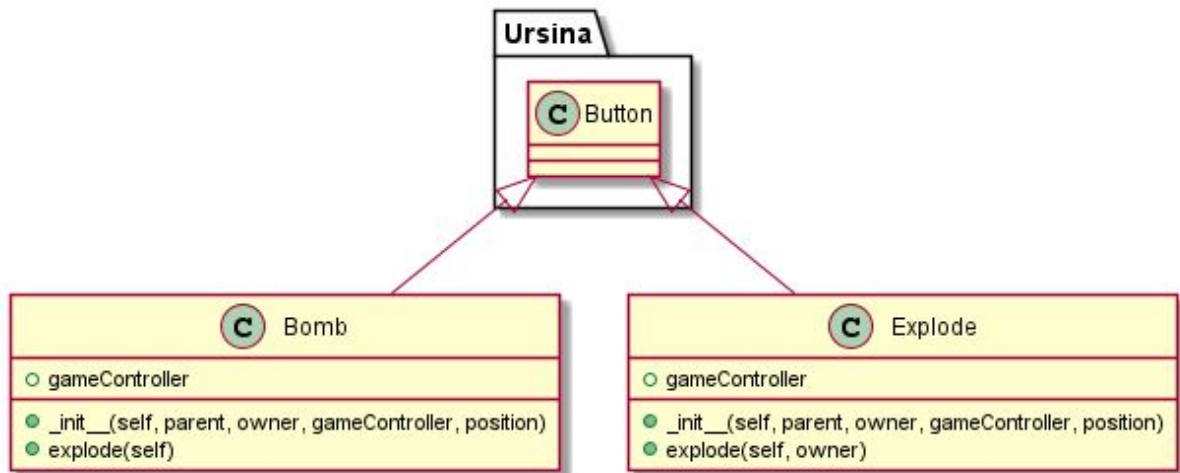 Ursina
C Button
C Bomb
gameController
_init__(self, parent, owner, gameController, position)
explode(self)
C Explode
gameController
_init__(self, parent, owner, gameController, position)
explode(self, owner)